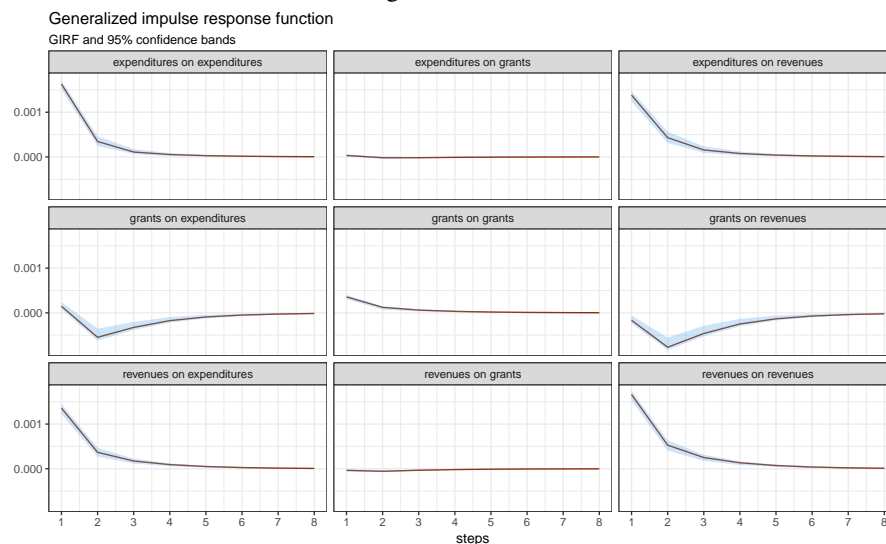 Generalized impulse response function
GIRF and 95% confidence bands
expenditures on expenditures expenditures on grants expenditures on revenues
0.001
0.000
grants on expenditures grants on grants grants on revenues
0.001
0.000
revenues on expenditures revenues on grants revenues on revenues
0.001
0.000
1 2 3 4 5 6 7 8 1 2 3 4 5 6 7 8 1 2 3 4 5 6 7 8
steps